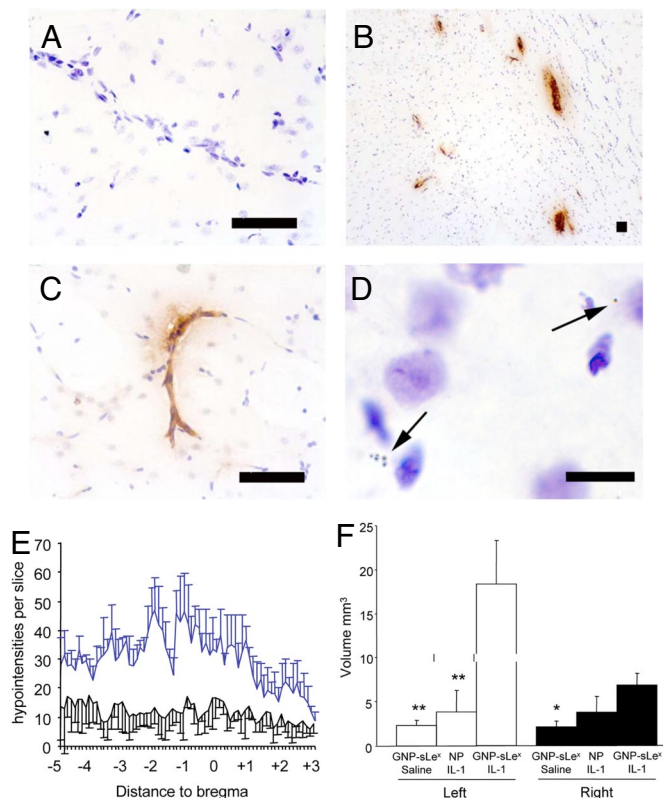 A
B
C
D
E
F
70
60
50
40
30
20
10
0
hypointensities per slice
-5 -4 -3 -2 -1 0 +1 +2 +3
Distance to bregma
25
20
15
10
5
0
Volume mm³
**
**
*
GNP-sLeˣ NP GNP-sLeˣ GNP-sLeˣ NP GNP-sLeˣ
Saline IL-1 IL-1 Saline IL-1 IL-1
Left Right